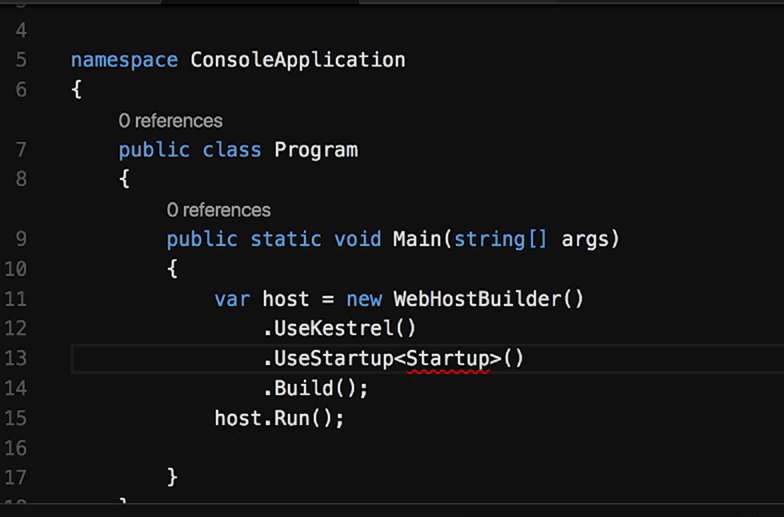 4
5 namespace ConsoleApplication
6 {
0 references
7 public class Program
8 {
0 references
9 public static void Main(string[] args)
10 {
11 var host = new WebHostBuilder()
12 .UseKestrel()
13 .UseStartup<Startup>()
14 .Build();
15 host.Run();
16
17 }